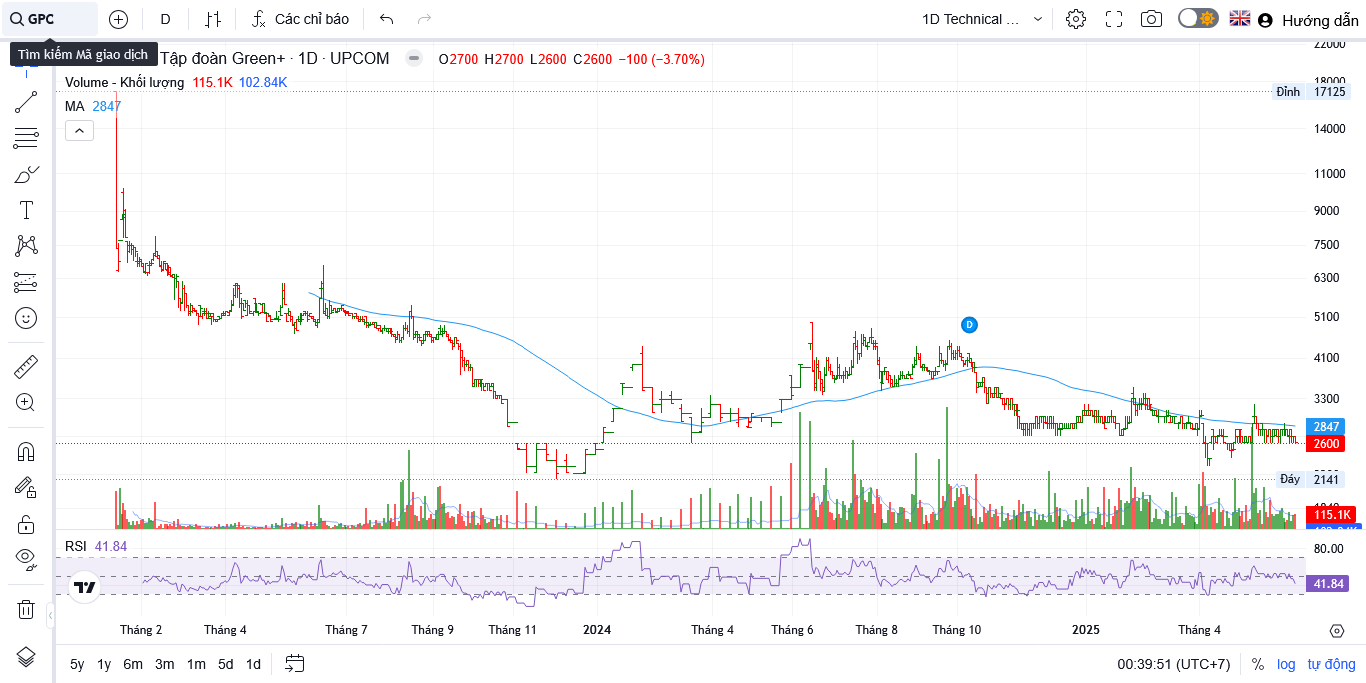 GPC
D
Các chỉ báo
1D Technical ...
Hướng dẫn
Tìm kiếm Mã giao dịch
Tập đoàn Green+ · 1D · UPCOM
O2700 H2700 L2600 C2600 −100 (−3.70%)
Volume - Khối lượng 115.1K 102.84K
MA 2847
22000
18000
Đỉnh 17125
14000
11000
9000
7500
6300
5100
D
4100
3300
2847
2600
Đáy 2141
115.1K
RSI 41.84
80.00
41.84
Tháng 2
Tháng 4
Tháng 7
Tháng 9
Tháng 11
2024
Tháng 4
Tháng 6
Tháng 8
Tháng 10
2025
Tháng 4
5y 1y 6m 3m 1m 5d 1d
00:39:51 (UTC+7)
% log tự động